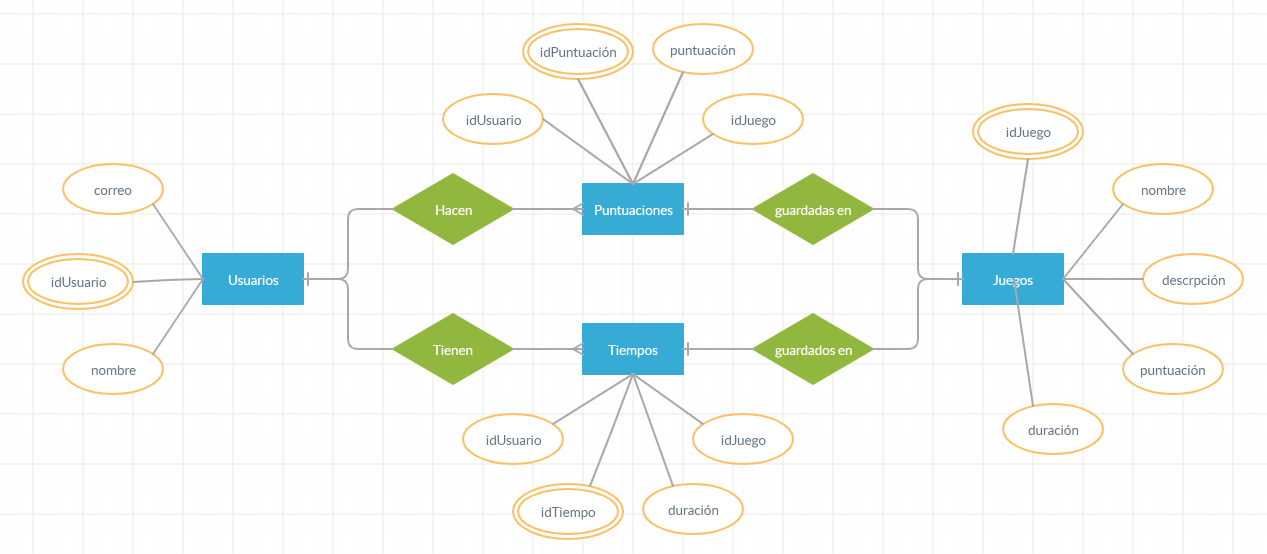 idPuntuación
puntuación
idUsuario
idJuego
idJuego
correo
nombre
Hacen
Puntuaciones
guardadas en
idUsuario
Usuarios
Juegos
descrpción
nombre
Tienen
Tiempos
guardados en
puntuación
idUsuario
idJuego
duración
idTiempo
duración